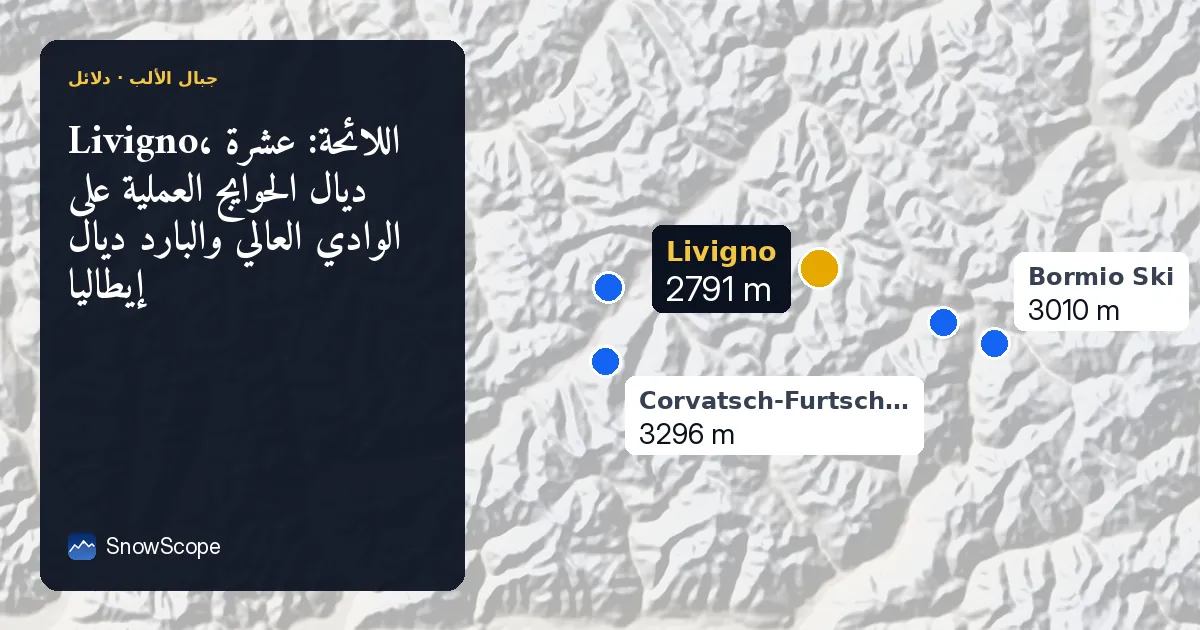 جبال الألب · دلائل
Livigno، اللائحة: عشرة
ديال الحوايج العملية على
الوادي العالي والبارد ديال
إيطاليا
SnowScope
Livigno
2791 m
Bormio Ski
3010 m
Corvatsch-Furtsch…
3296 m